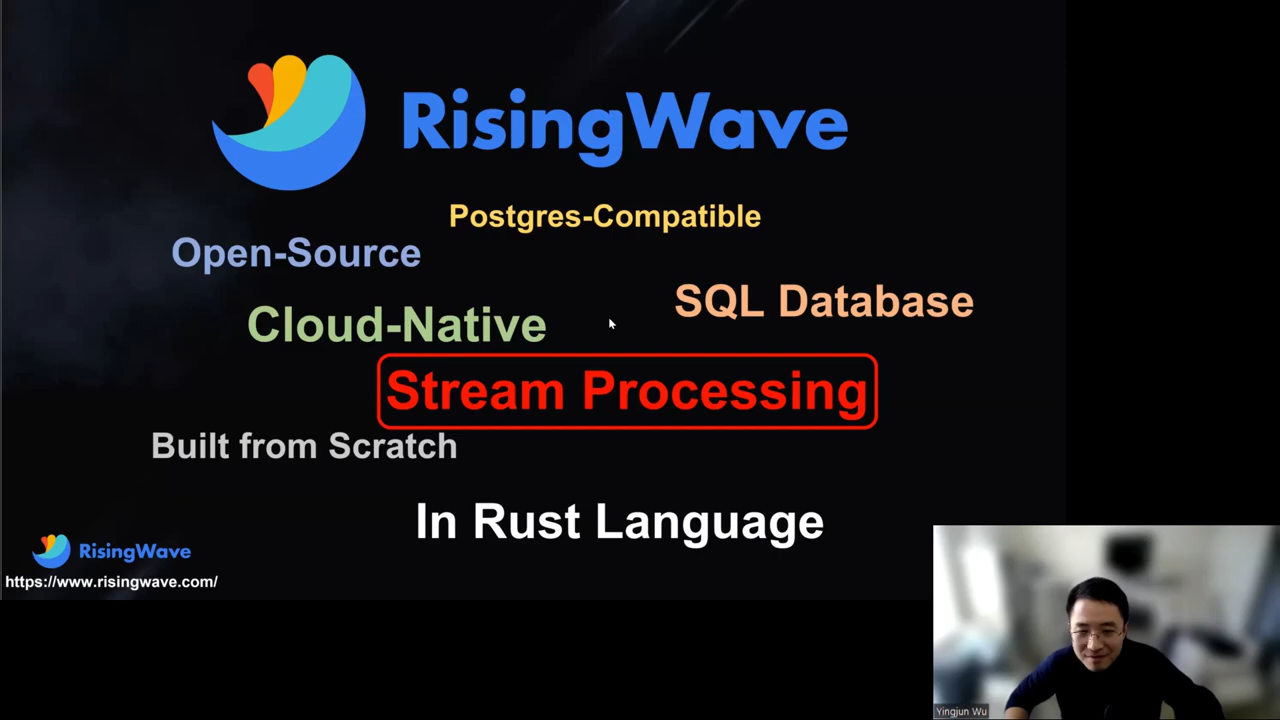 RisingWave
Postgres-Compatible
Open-Source
SQL Database
Cloud-Native
Stream Processing
Built from Scratch
In Rust Language
RisingWave
https://www.risingwave.com/
Yingjun Wu